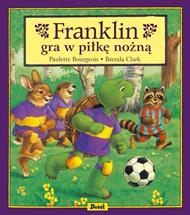 Franklin
gra w piłkę nożną
Paulette Bourgeois • Brenda Clark
Debit